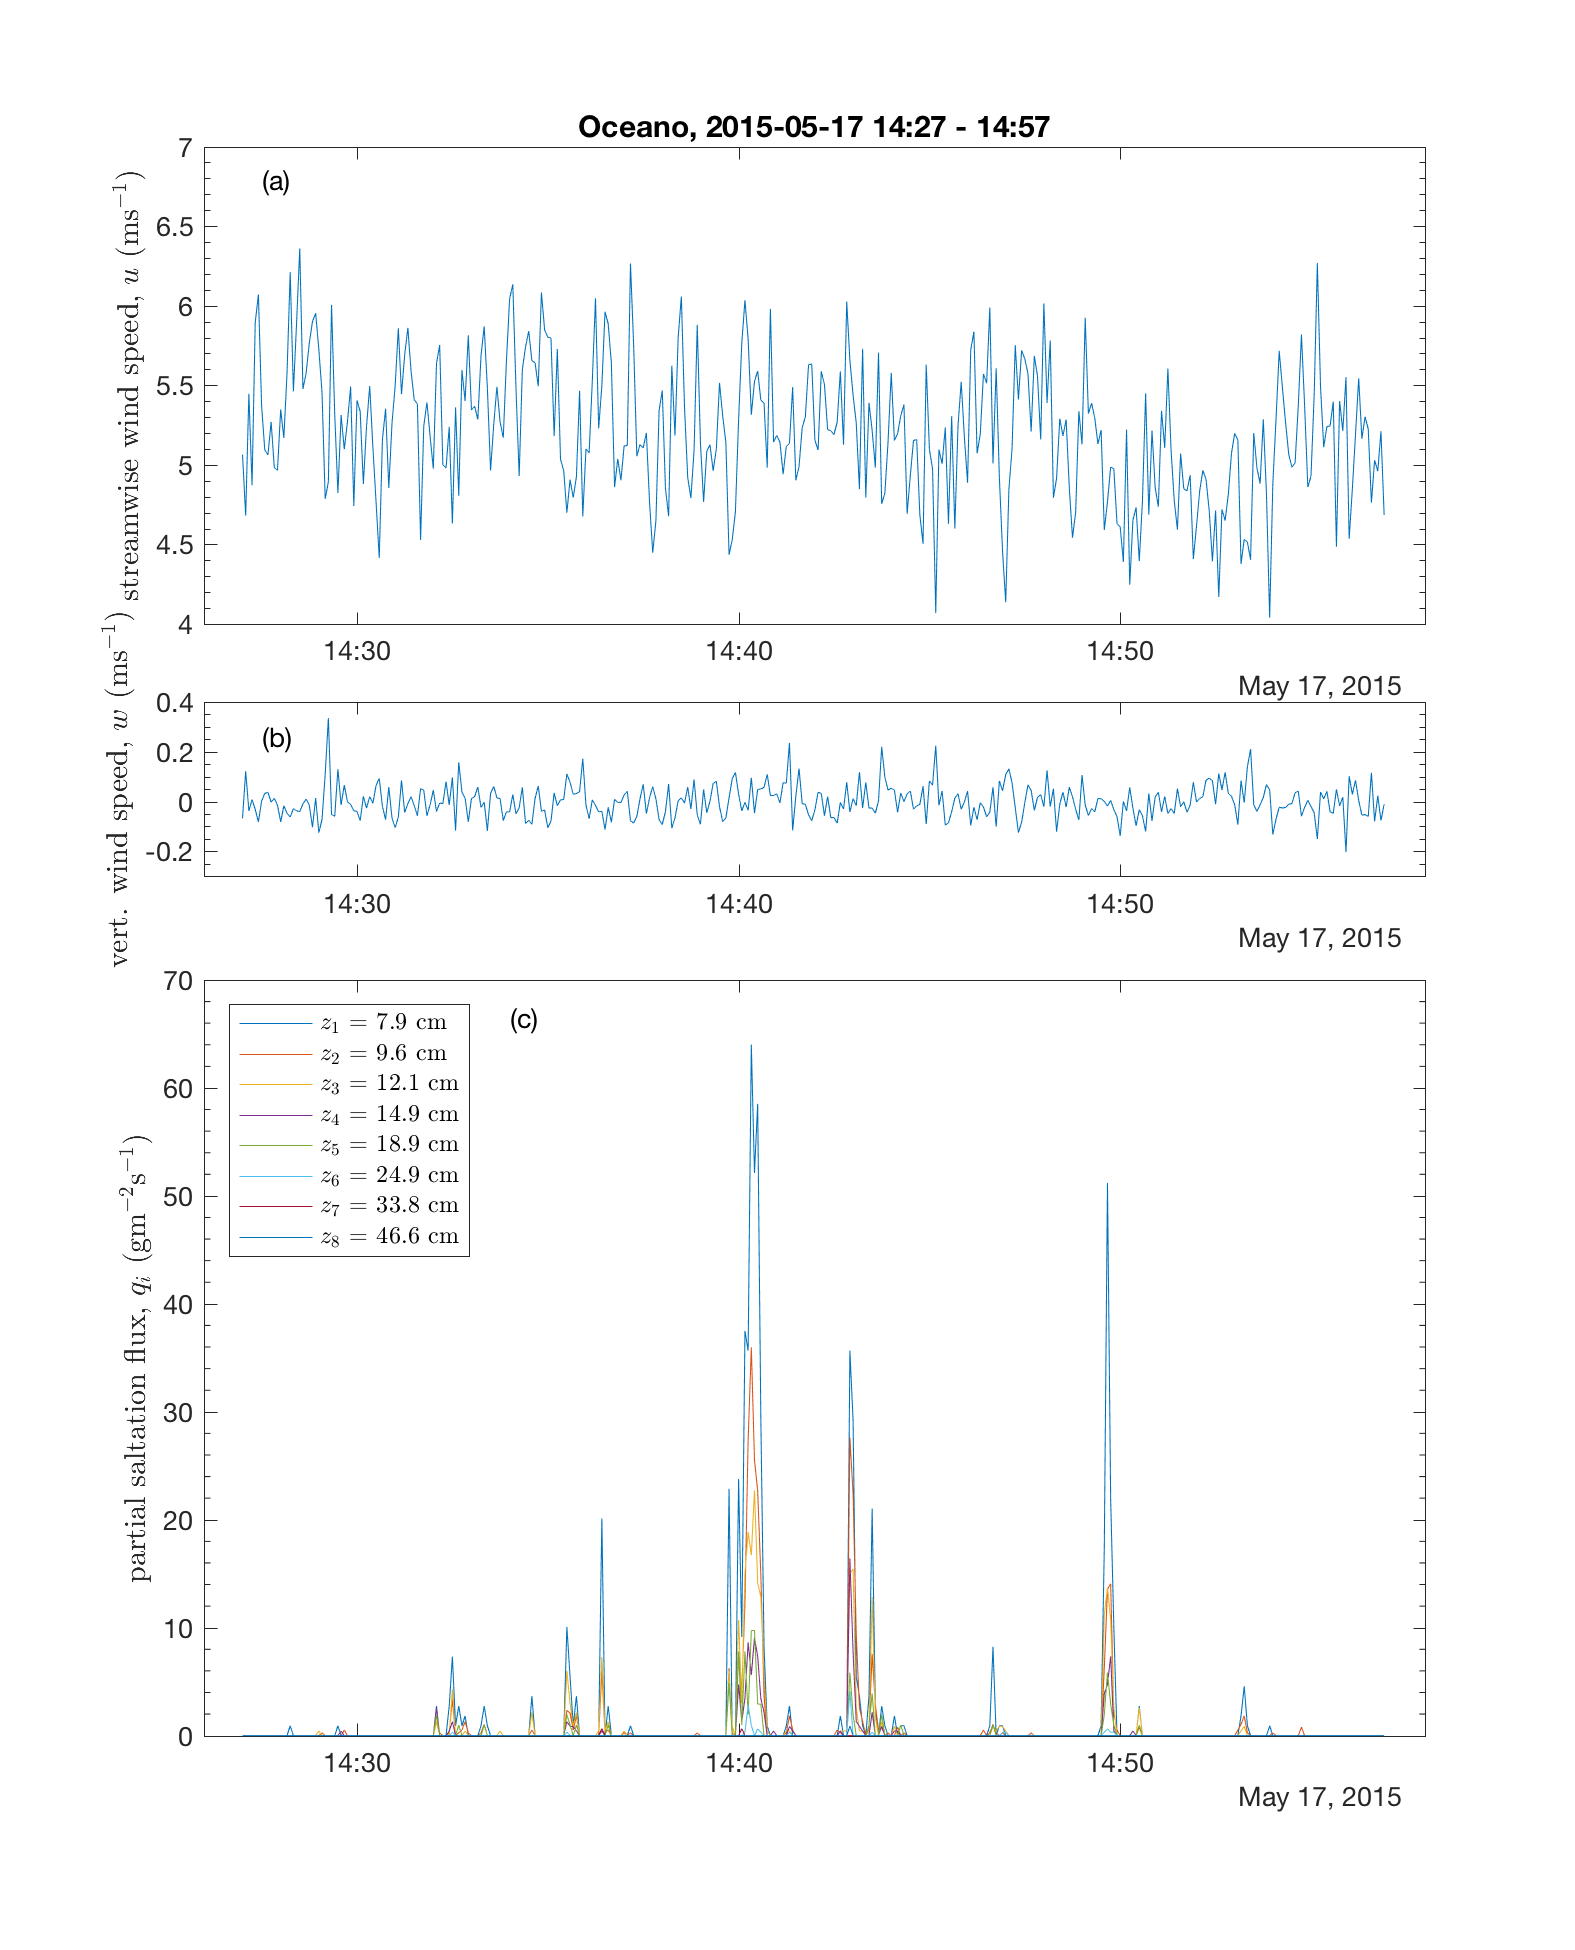 Oceano, 2015-05-17 14:27 - 14:57
(a)
streamwise wind speed, u (ms⁻¹)
7
6.5
6
5.5
5
4.5
4
14:30 14:40 14:50
May 17, 2015
(b)
vert. wind speed, w (ms⁻¹)
0.4
0.2
0
-0.2
14:30 14:40 14:50
May 17, 2015
(c)
partial saltation flux, qᵢ (gm⁻²s⁻¹)
70
60
50
40
30
20
10
0
z₁ = 7.9 cm
z₂ = 9.6 cm
z₃ = 12.1 cm
z₄ = 14.9 cm
z₅ = 18.9 cm
z₆ = 24.9 cm
z₇ = 33.8 cm
z₈ = 46.6 cm
14:30 14:40 14:50
May 17, 2015